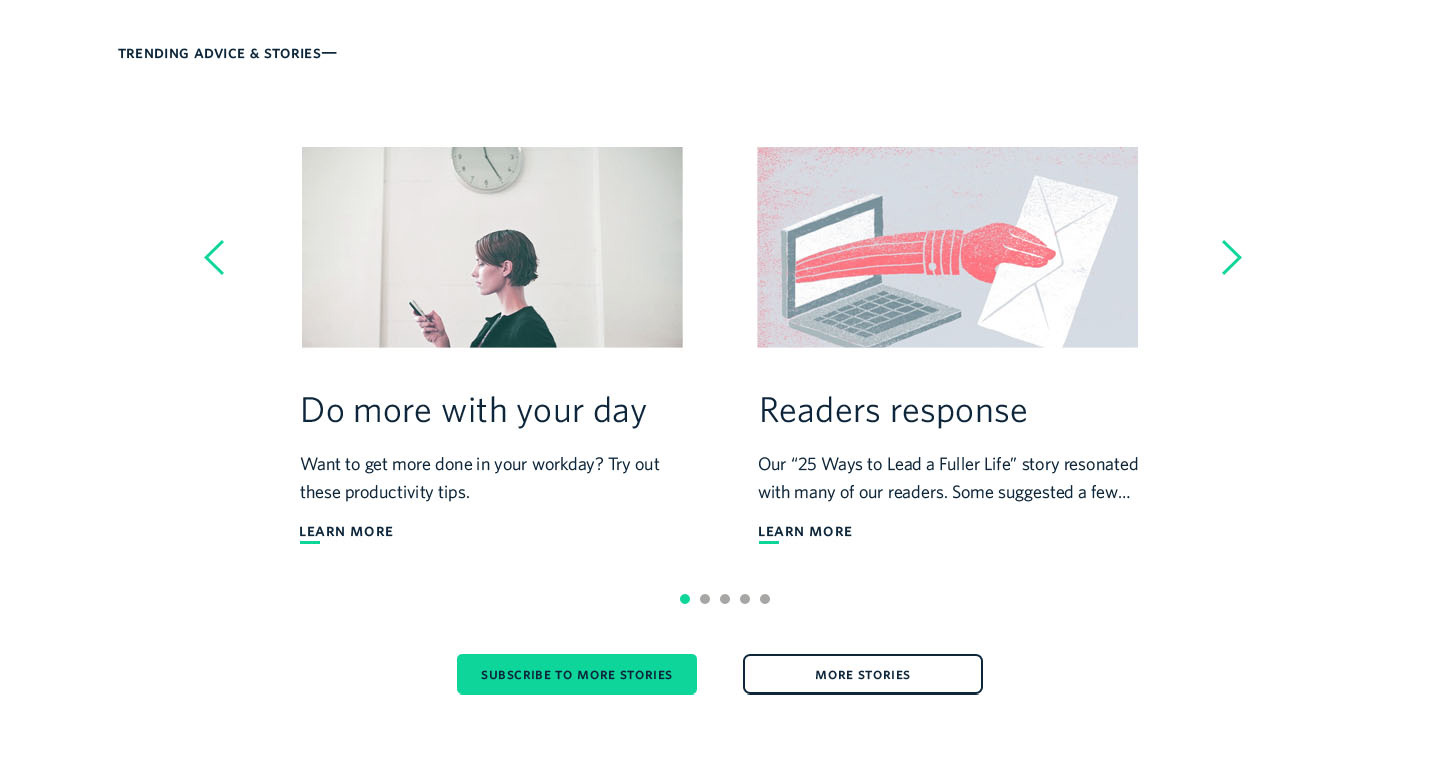 TRENDING ADVICE & STORIES—
Do more with your day
Want to get more done in your workday? Try out
these productivity tips.
LEARN MORE
Readers response
Our “25 Ways to Lead a Fuller Life” story resonated
with many of our readers. Some suggested a few...
LEARN MORE
SUBSCRIBE TO MORE STORIES
MORE STORIES